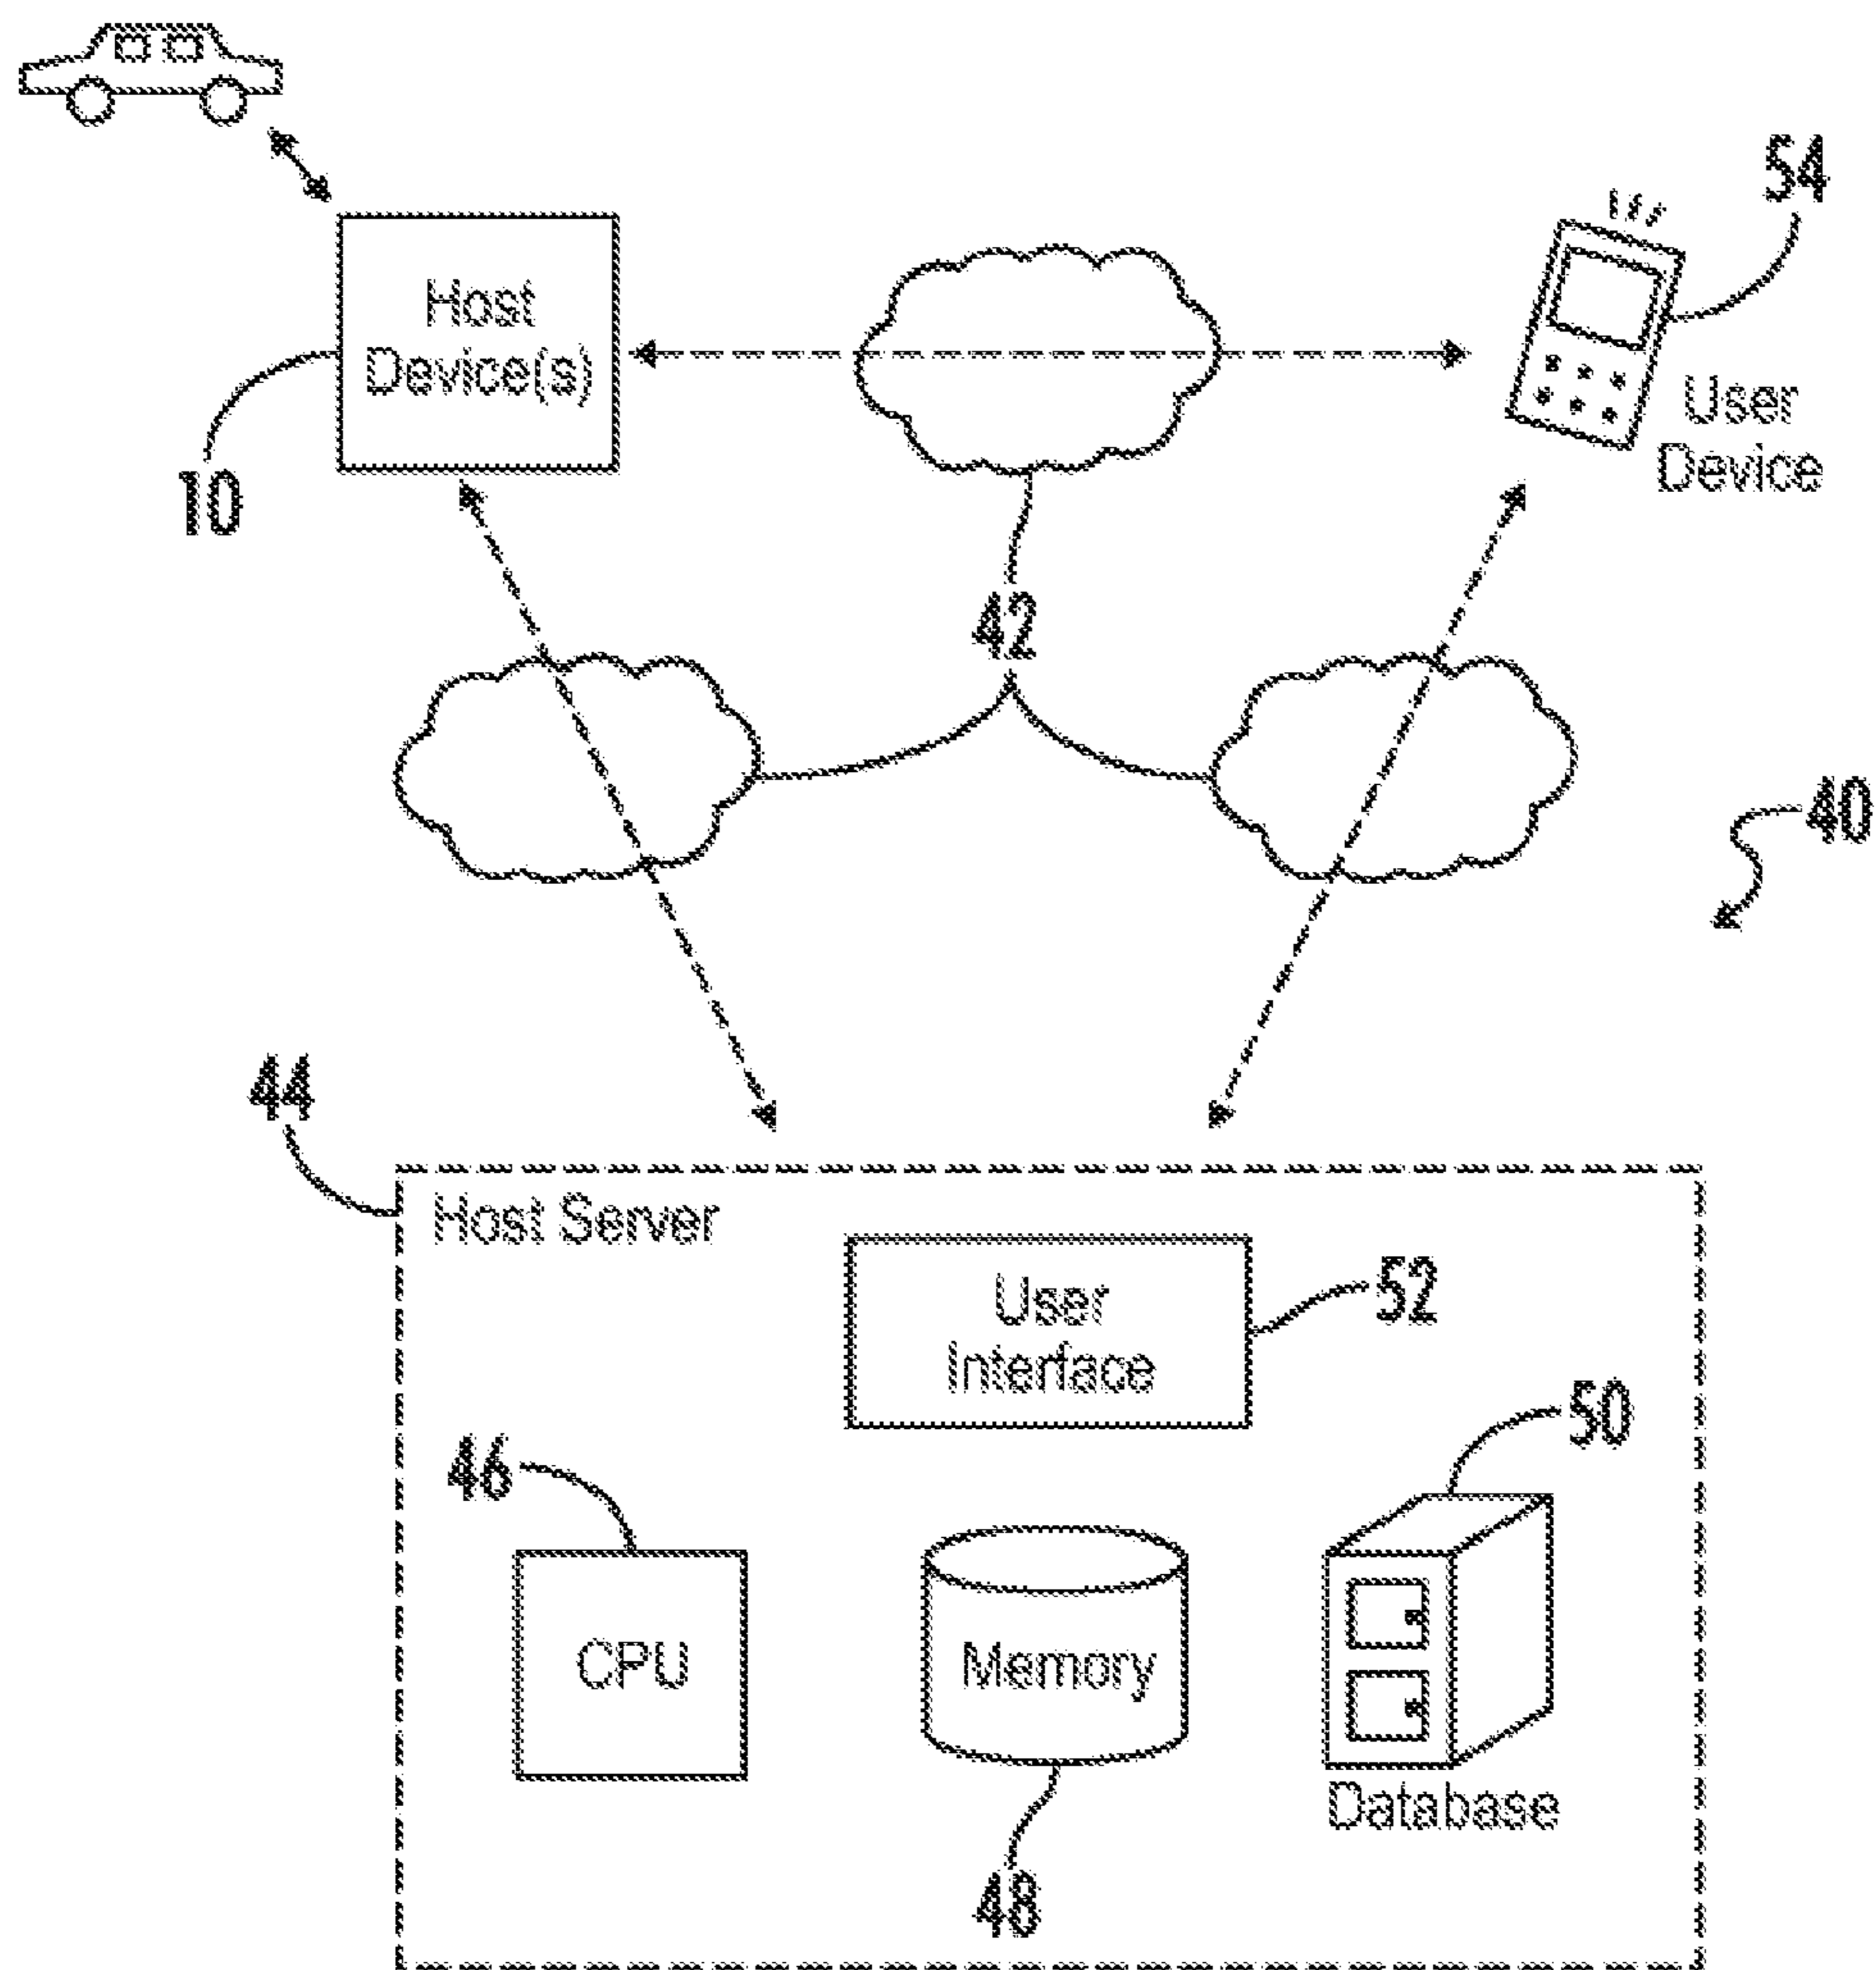 54
Host
Device(s)
User
Device
10
42
40
44
Host Server
User
Interface
52
50
46
CPU
Memory
Database
48